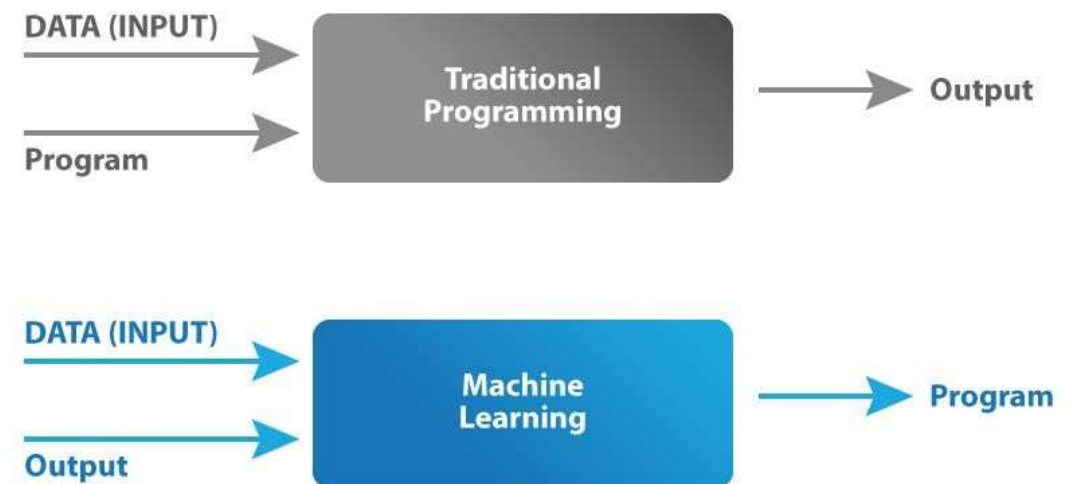 DATA (INPUT)
Program
Traditional
Programming
Output
DATA (INPUT)
Output
Machine
Learning
Program